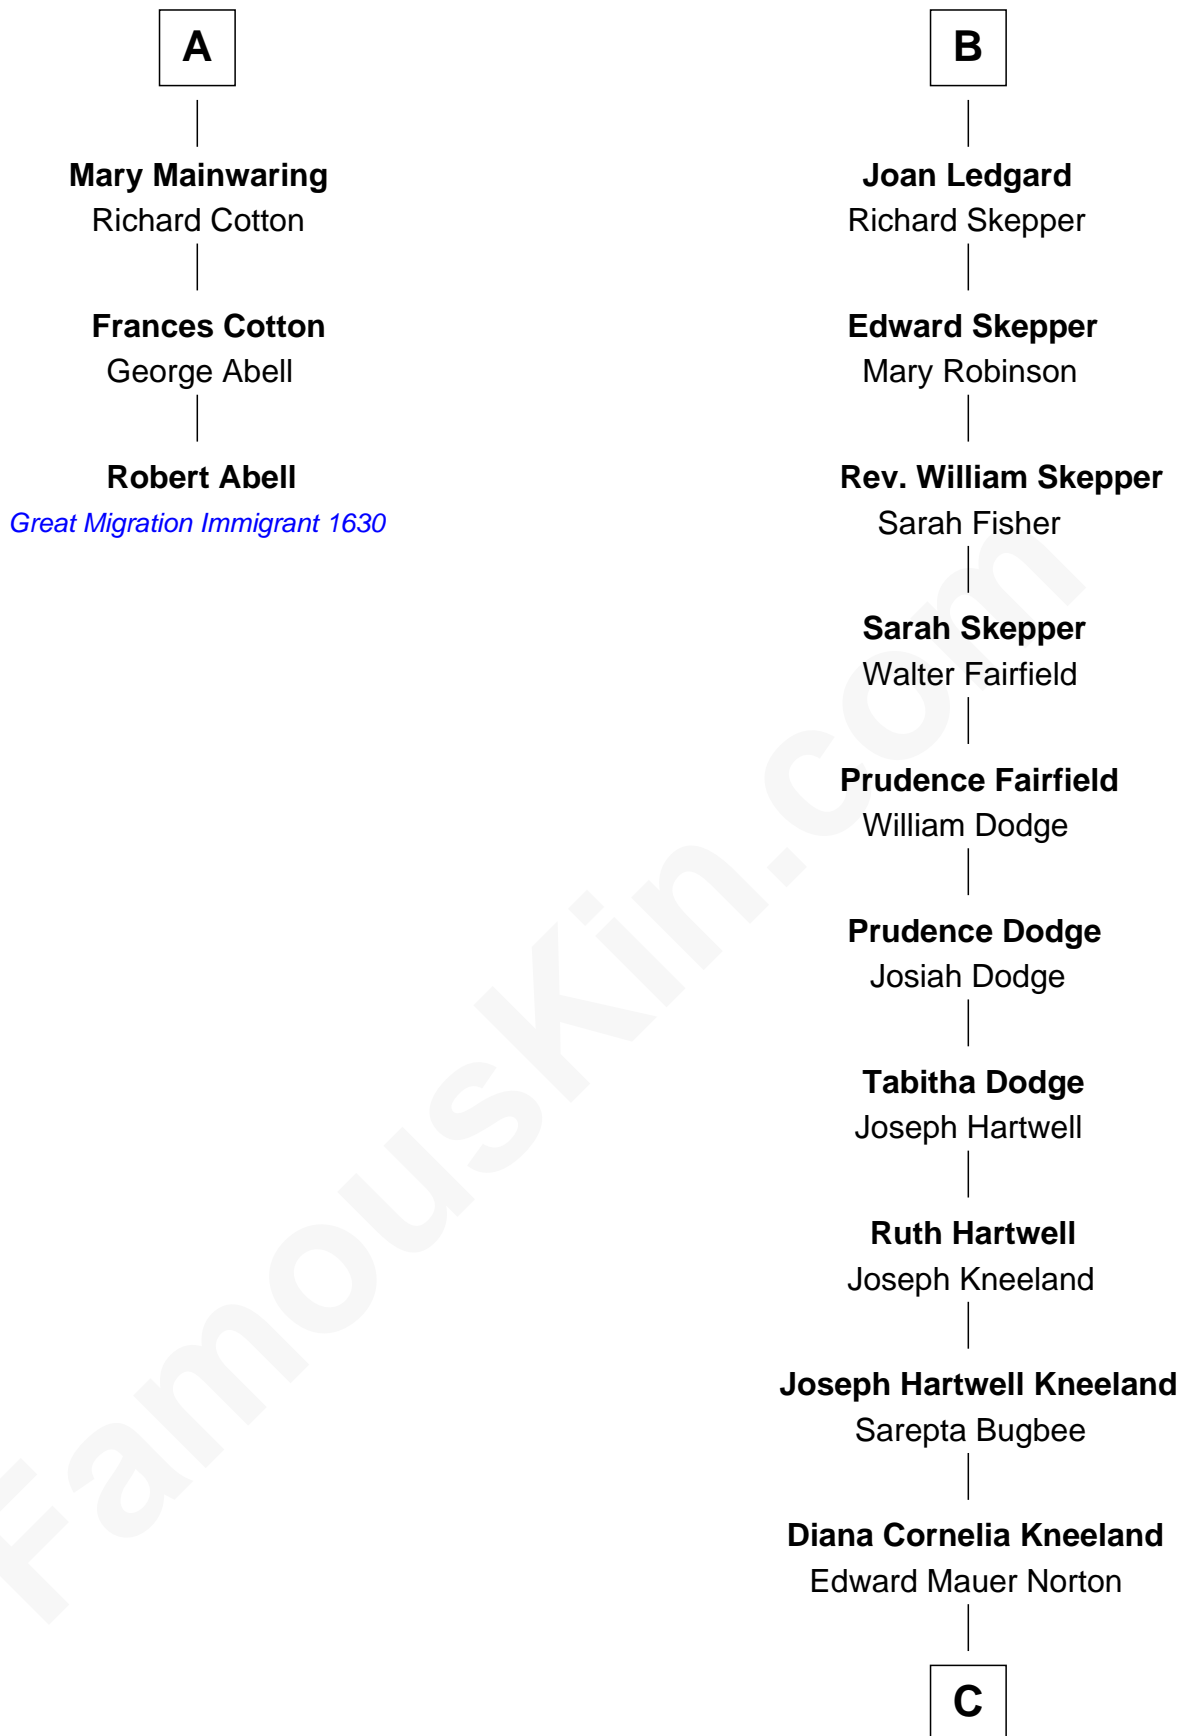 A
Mary Mainwaring
Richard Cotton
Frances Cotton
George Abell
Robert Abell
Great Migration Immigrant 1630
B
Joan Ledgard
Richard Skepper
Edward Skepper
Mary Robinson
Rev. William Skepper
Sarah Fisher
Sarah Skepper
Walter Fairfield
Prudence Fairfield
William Dodge
Prudence Dodge
Josiah Dodge
Tabitha Dodge
Joseph Hartwell
Ruth Hartwell
Joseph Kneeland
Joseph Hartwell Kneeland
Sarepta Bugbee
Diana Cornelia Kneeland
Edward Mauer Norton
C
FamousKin.com